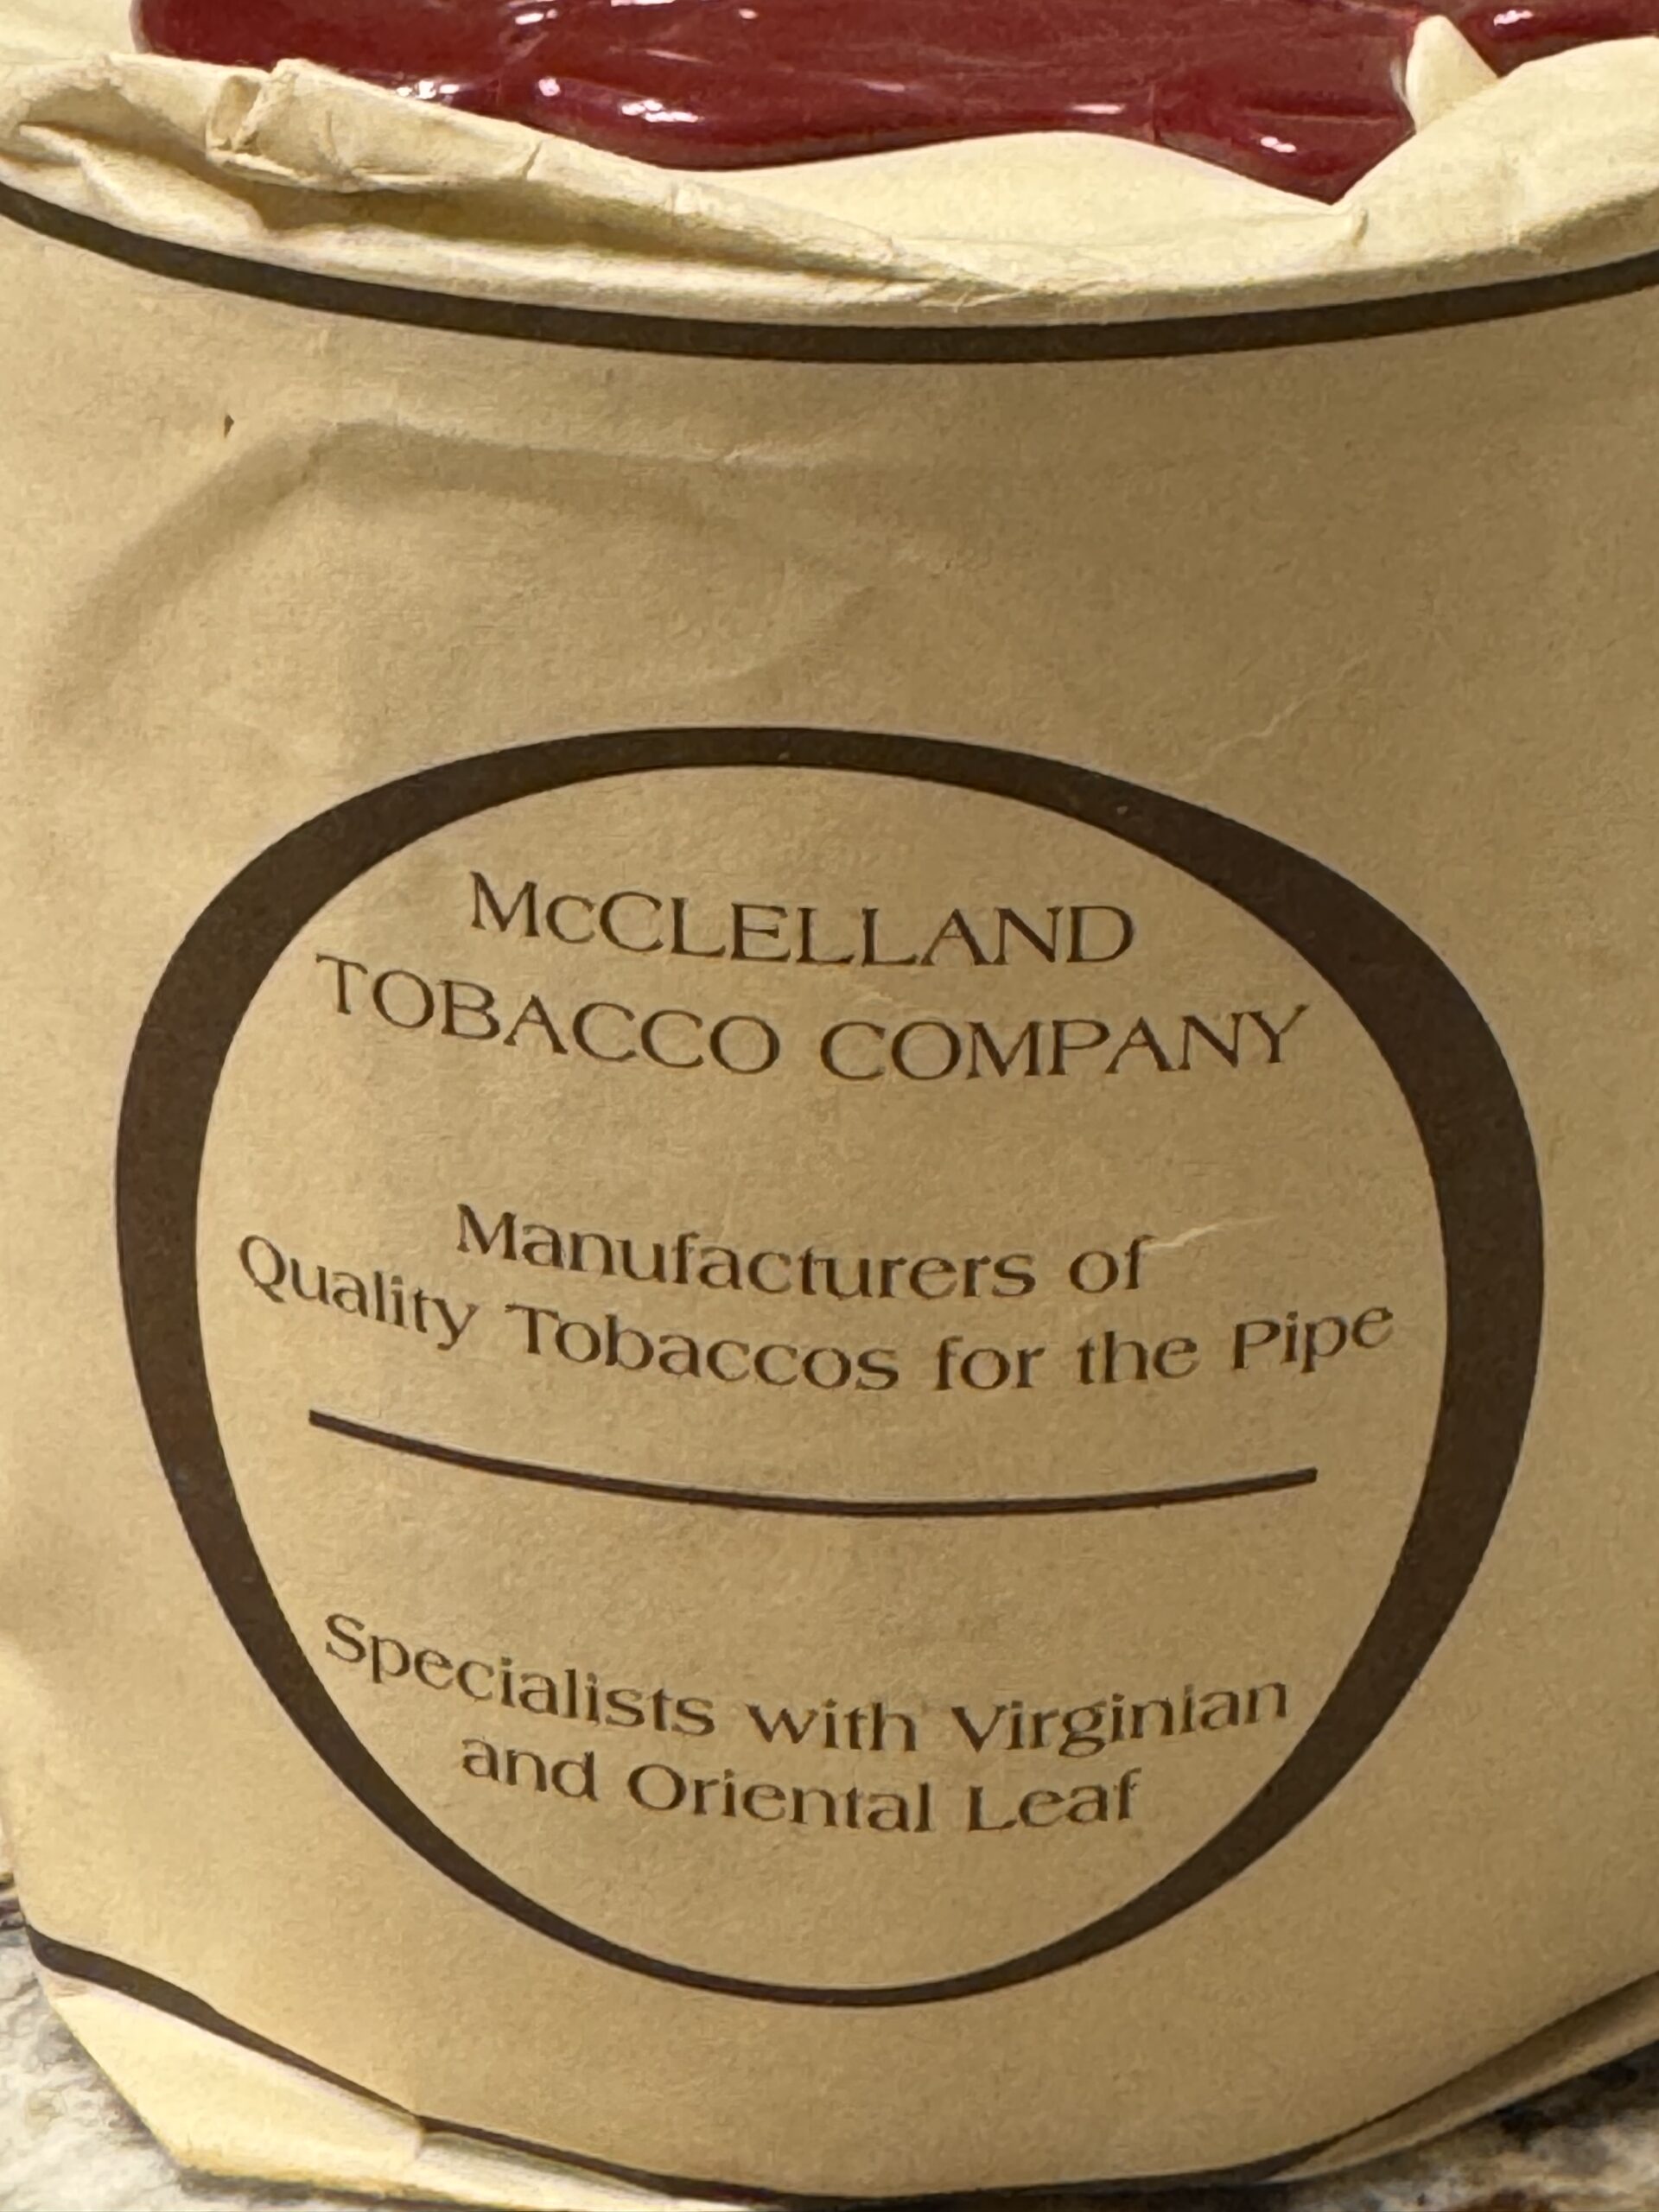 McCLELLAND
TOBACCO COMPANY
Manufacturers of
Quality Tobaccos for the Pipe
Specialists with Virginian
and Oriental Leaf